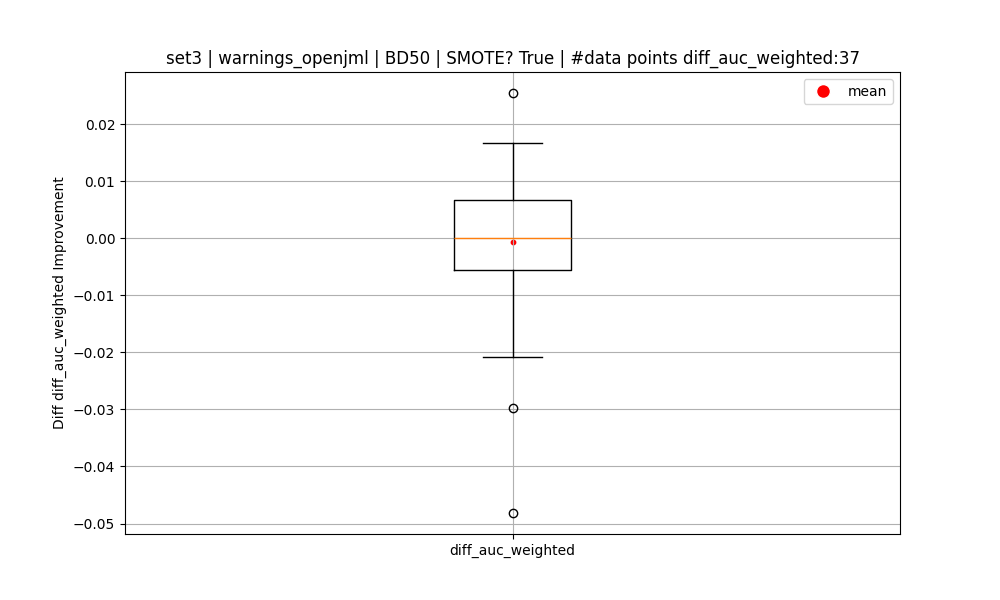 set3 | warnings_openjml | BD50 | SMOTE? True | #data points diff_auc_weighted:37
mean
Diff diff_auc_weighted Improvement
0.02
0.01
0.00
−0.01
−0.02
−0.03
−0.04
−0.05
diff_auc_weighted